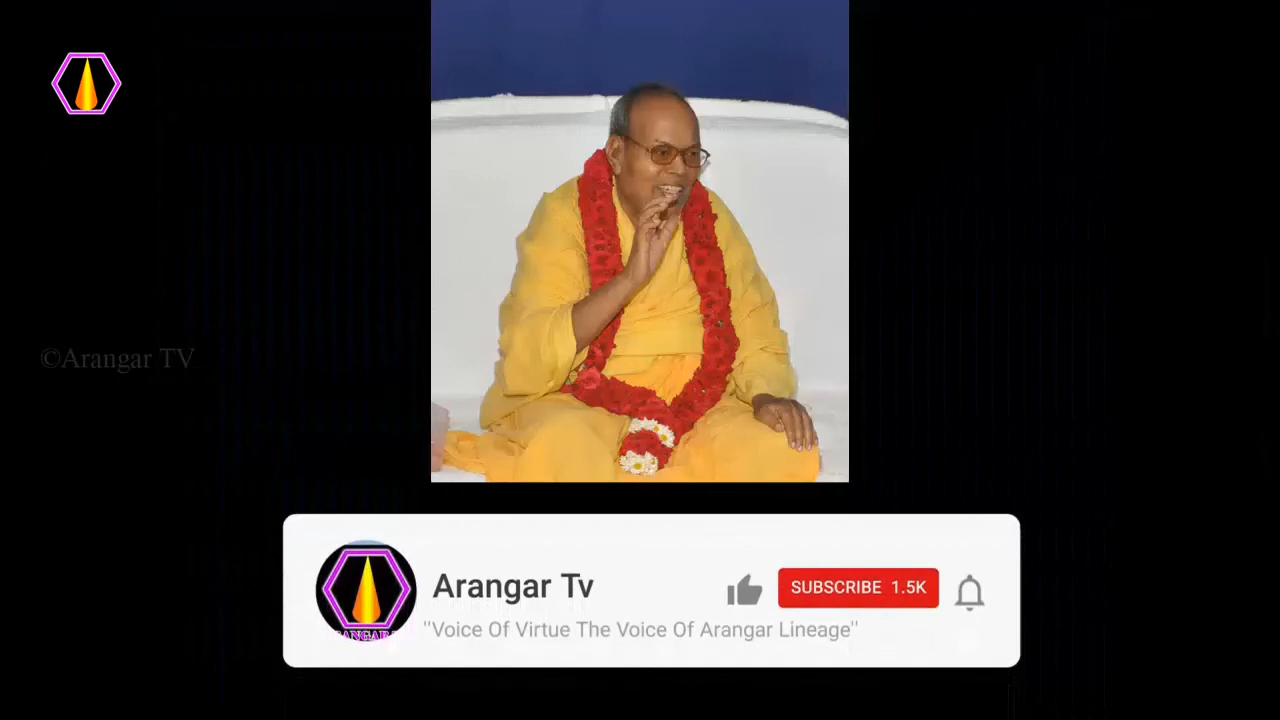 ©Arangar TV
Arangar Tv
SUBSCRIBE 1.5K
"Voice Of Virtue The Voice Of Arangar Lineage"